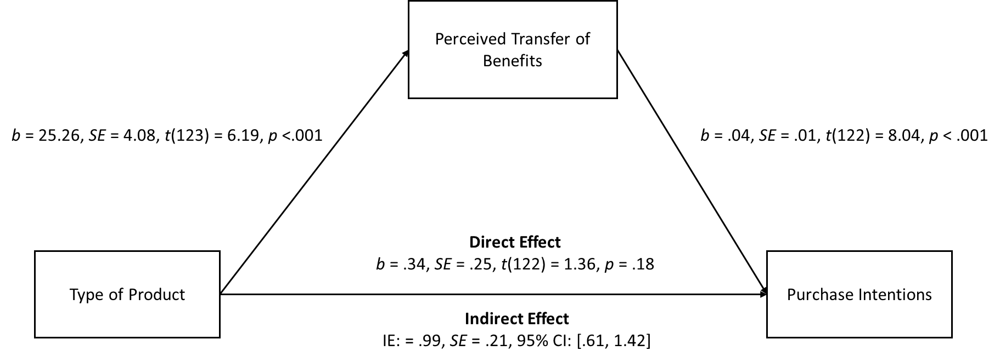 Perceived Transfer of
Benefits
b = 25.26, SE = 4.08, t(123) = 6.19, p <.001
b = .04, SE = .01, t(122) = 8.04, p < .001
Direct Effect
b = .34, SE = .25, t(122) = 1.36, p = .18
Type of Product
Purchase Intentions
Indirect Effect
IE: = .99, SE = .21, 95% CI: [.61, 1.42]